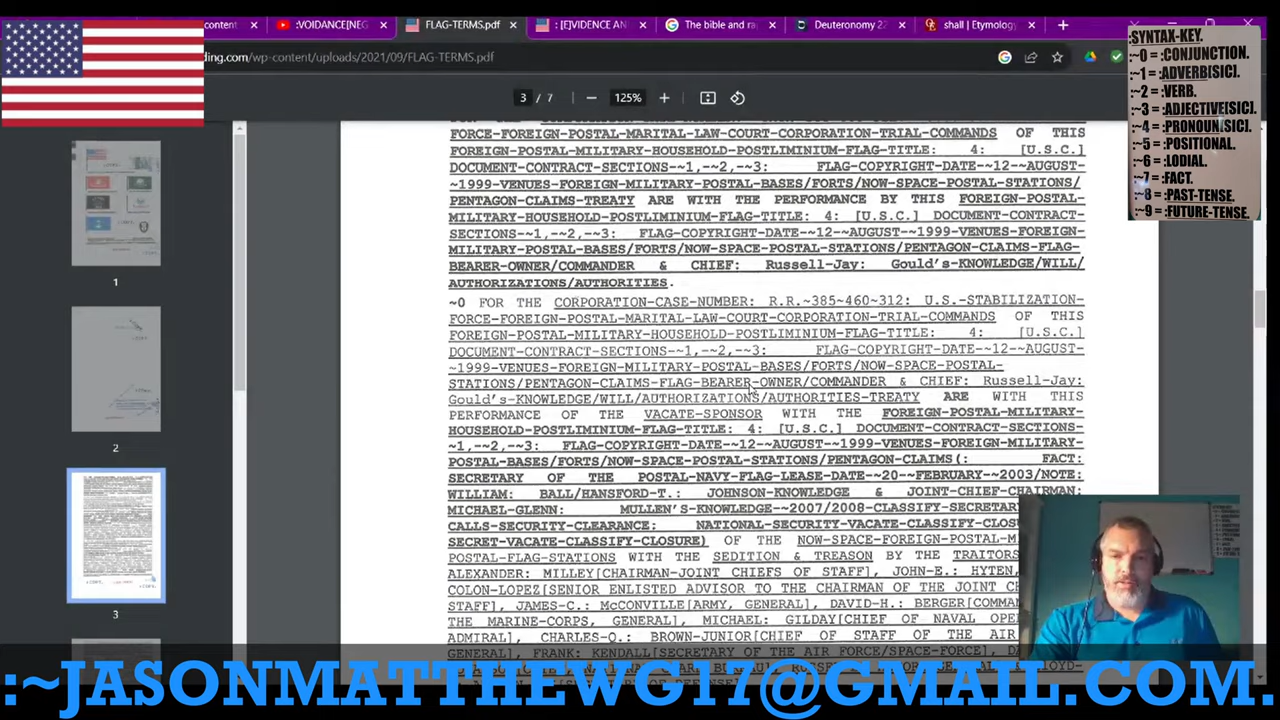 content
:VOIDANCE[NEG
FLAG-TERMS.pdf
: [E]VIDENCE AN
The bible and ra
Deuteronomy 22
shall | Etymology
ding.com/wp-content/uploads/2021/09/FLAG-TERMS.pdf
3 / 7
125%
:SYNTAX-KEY.
:~0 = :CONJUNCTION.
:~1 = :ADVERB[SIC].
:~2 = :VERB.
:~3 = :ADJECTIVE[SIC].
:~4 = :PRONOUN[SIC].
:~5 = :POSITIONAL.
:~6 = :LODIAL.
:~7 = :FACT.
:~8 = :PAST-TENSE.
:~9 = :FUTURE-TENSE.
1
2
3
FORCE-FOREIGN-POSTAL-MARITAL-LAW-COURT-CORPORATION-TRIAL-COMMANDS OF THIS
FOREIGN-POSTAL-MILITARY-HOUSEHOLD-POSTLIMINIUM-FLAG-TITLE: 4: [U.S.C.]
DOCUMENT-CONTRACT-SECTIONS-~1,-~2,-~3: FLAG-COPYRIGHT-DATE-~12-~AUGUST-
~1999-VENUES-FOREIGN-MILITARY-POSTAL-BASES/FORTS/NOW-SPACE-POSTAL-STATIONS/
PENTAGON-CLAIMS-TREATY ARE WITH THE PERFORMANCE BY THIS FOREIGN-POSTAL-
MILITARY-HOUSEHOLD-POSTLIMINIUM-FLAG-TITLE: 4: [U.S.C.] DOCUMENT-CONTRACT-
SECTIONS-~1,-~2,-~3: FLAG-COPYRIGHT-DATE-~12-~AUGUST-~1999-VENUES-FOREIGN-
MILITARY-POSTAL-BASES/FORTS/NOW-SPACE-POSTAL-STATIONS/PENTAGON-CLAIMS-FLAG-
BEARER-OWNER/COMMANDER & CHIEF: Russell-Jay: Gould's-KNOWLEDGE/WILL/
AUTHORIZATIONS/AUTHORITIES.
~0 FOR THE CORPORATION-CASE-NUMBER: R.R.~385~460~312: U.S.-STABILIZATION-
FORCE-FOREIGN-POSTAL-MARITAL-LAW-COURT-CORPORATION-TRIAL-COMMANDS OF THIS
FOREIGN-POSTAL-MILITARY-HOUSEHOLD-POSTLIMINIUM-FLAG-TITLE: 4: [U.S.C.]
DOCUMENT-CONTRACT-SECTIONS-~1,-~2,-~3: FLAG-COPYRIGHT-DATE-~12-~AUGUST-
~1999-VENUES-FOREIGN-MILITARY-POSTAL-BASES/FORTS/NOW-SPACE-POSTAL-
STATIONS/PENTAGON-CLAIMS-FLAG-BEARER-OWNER/COMMANDER & CHIEF: Russell-Jay:
Gould's-KNOWLEDGE/WILL/AUTHORIZATIONS/AUTHORITIES-TREATY ARE WITH THIS
PERFORMANCE OF THE VACATE-SPONSOR WITH THE FOREIGN-POSTAL-MILITARY-
HOUSEHOLD-POSTLIMINIUM-FLAG-TITLE: 4: [U.S.C.] DOCUMENT-CONTRACT-SECTIONS-
~1,-~2,-~3: FLAG-COPYRIGHT-DATE-~12-~AUGUST-~1999-VENUES-FOREIGN-MILITARY-
POSTAL-BASES/FORTS/NOW-SPACE-POSTAL-STATIONS/PENTAGON-CLAIMS(: FACT:
SECRETARY OF THE POSTAL-NAVY-FLAG-LEASE-DATE-~20-~FEBRUARY-~2003/NOTE:
WILLIAM: BALL/HANSFORD-T.: JOHNSON-KNOWLEDGE & JOINT-CHIEF-CHAIRMAN:
MICHAEL-GLENN: MULLEN'S-KNOWLEDGE-~2007/2008-CLASSIFY-SECRETAR
CALLS-SECURITY-CLEARANCE: NATIONAL-SECURITY-VACATE-CLASSIFY-CLOSU
SECRET-VACATE-CLASSIFY-CLOSURE) OF THE NOW-SPACE-FOREIGN-POSTAL-MI
POSTAL-FLAG-STATIONS WITH THE SEDITION & TREASON BY THE TRAITORS
ALEXANDER: MILLEY[CHAIRMAN-JOINT CHIEFS OF STAFF], JOHN-E.: HYTEN,
COLON-LOPEZ[SENIOR ENLISTED ADVISOR TO THE CHAIRMAN OF THE JOINT C
STAFF], JAMES-C.: McCONVILLE[ARMY, GENERAL], DAVID-H.: BERGER[COMMAN
THE MARINE-CORPS, GENERAL], MICHAEL: GILDAY[CHIEF OF NAVAL OPE
ADMIRAL], CHARLES-Q.: BROWN-JUNIOR[CHIEF OF STAFF OF THE AIR
GENERAL], FRANK: KENDALL[SECRETARY OF THE AIR FORCE/SPACE-FORCE], D
:~JASONMATTHEWG17@GMAIL.COM.